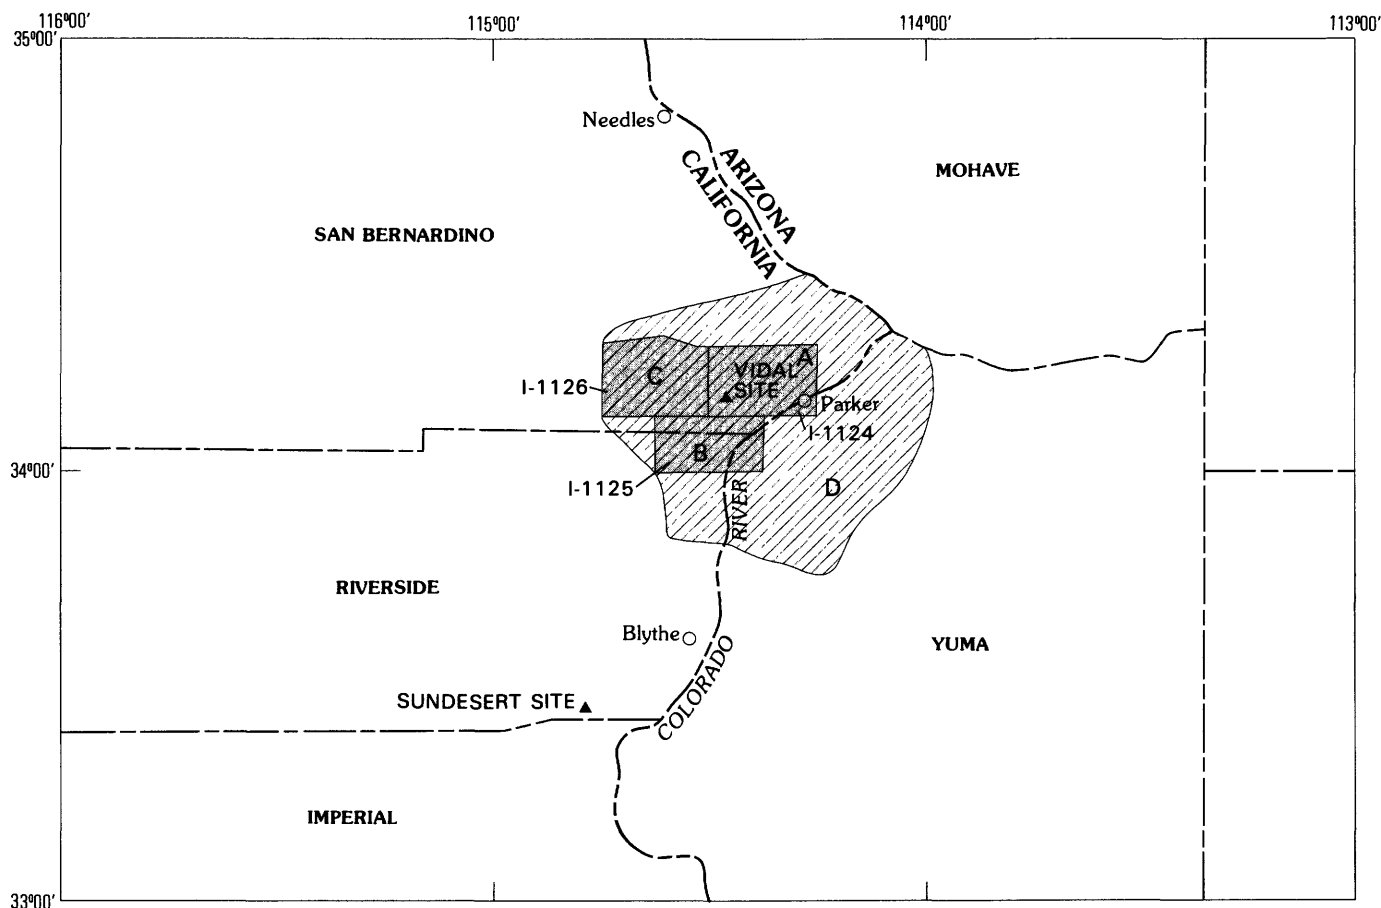 116°00'
115°00'
114°00'
113°00'
35°00'
Needles
ARIZONA
CALIFORNIA
MOHAVE
SAN BERNARDINO
A
C
VIDAL
SITE
I-1126
Parker
I-1124
B
34°00'
I-1125
D
RIVER
RIVERSIDE
Blythe
YUMA
COLORADO
SUNDESERT SITE
IMPERIAL
33°00'